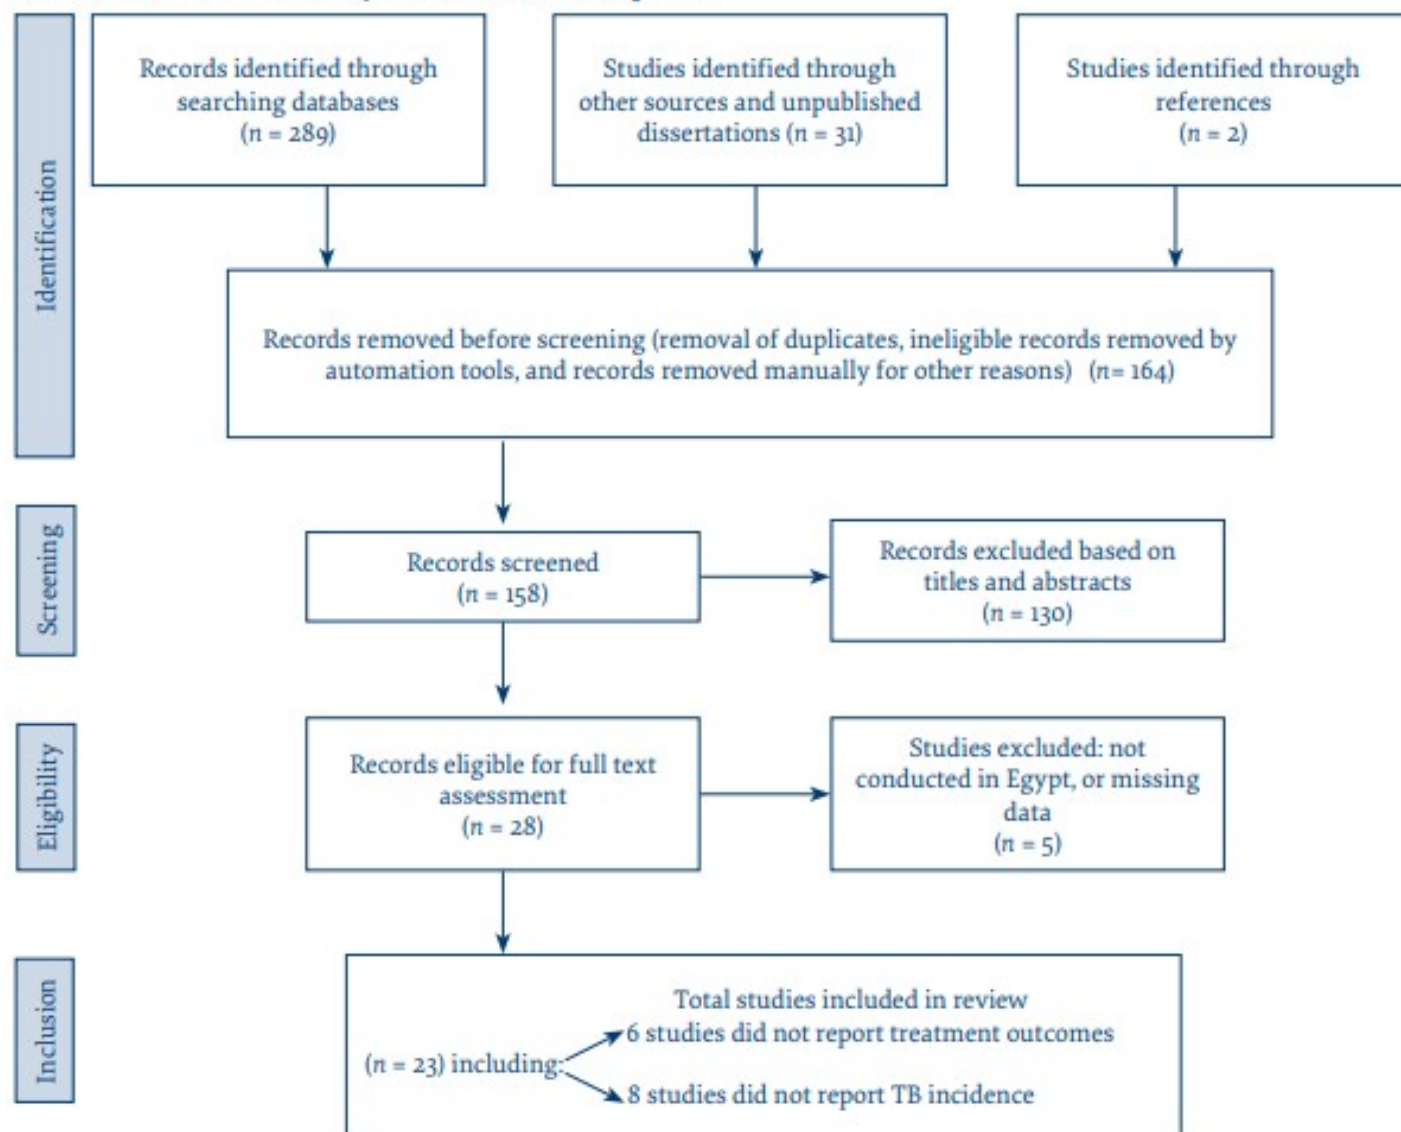 Identification
Records identified through
searching databases
(n = 289)
Studies identified through
other sources and unpublished
dissertations (n = 31)
Studies identified through
references
(n = 2)
Records removed before screening (removal of duplicates, ineligible records removed by
automation tools, and records removed manually for other reasons) (n= 164)
Screening
Records screened
(n = 158)
Records excluded based on
titles and abstracts
(n = 130)
Eligibility
Records eligible for full text
assessment
(n = 28)
Studies excluded: not
conducted in Egypt, or missing
data
(n = 5)
Inclusion
Total studies included in review
6 studies did not report treatment outcomes
(n = 23) including:
8 studies did not report TB incidence